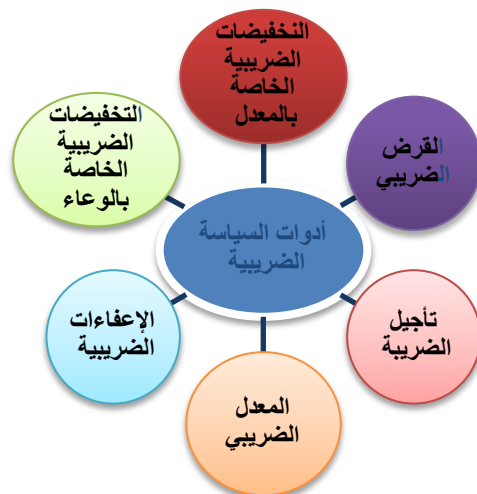 التخفيضات
الضريبية
الخاصة
بالمعدل
القرض
الضريبي
التخفيضات
الضريبية
الخاصة
بالوعاء
أدوات السياسة
الضريبية
تأجيل
الضريبة
الإعفاءات
الضريبية
المعدل
الضريبي